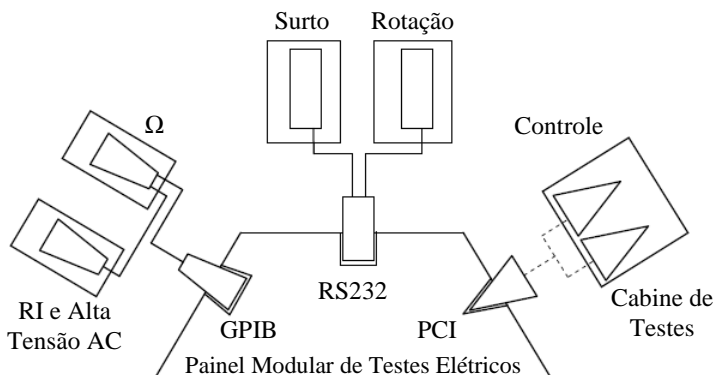 Surto
Rotação
Ω
Controle
RI e Alta
Tensão AC
GPIB
RS232
PCI
Cabine de
Testes
Painel Modular de Testes Elétricos